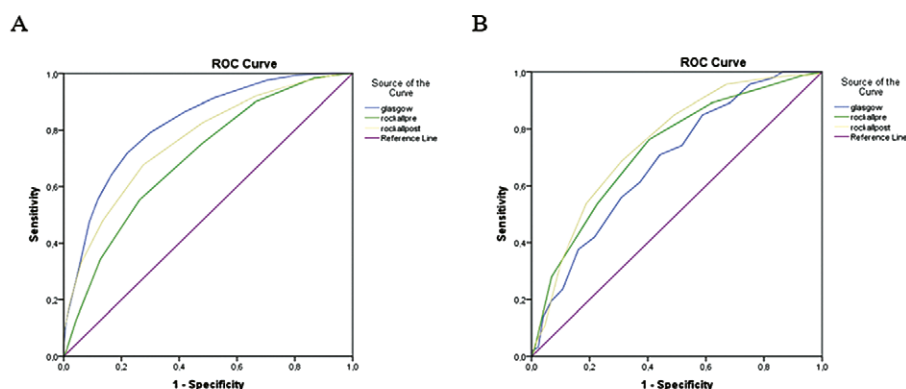 A
ROC Curve
Source of the
Curve
glasgow
rockallpre
rockallpost
Reference Line
Sensitivity
1,0
0,8
0,6
0,4
0,2
0,0
0,0 0,2 0,4 0,6 0,8 1,0
1 - Specificity
B
ROC Curve
Source of the
Curve
glasgow
rockallpre
rockallpost
Reference Line
Sensitivity
1,0
0,8
0,6
0,4
0,2
0,0
0,0 0,2 0,4 0,6 0,8 1,0
1 - Specificity